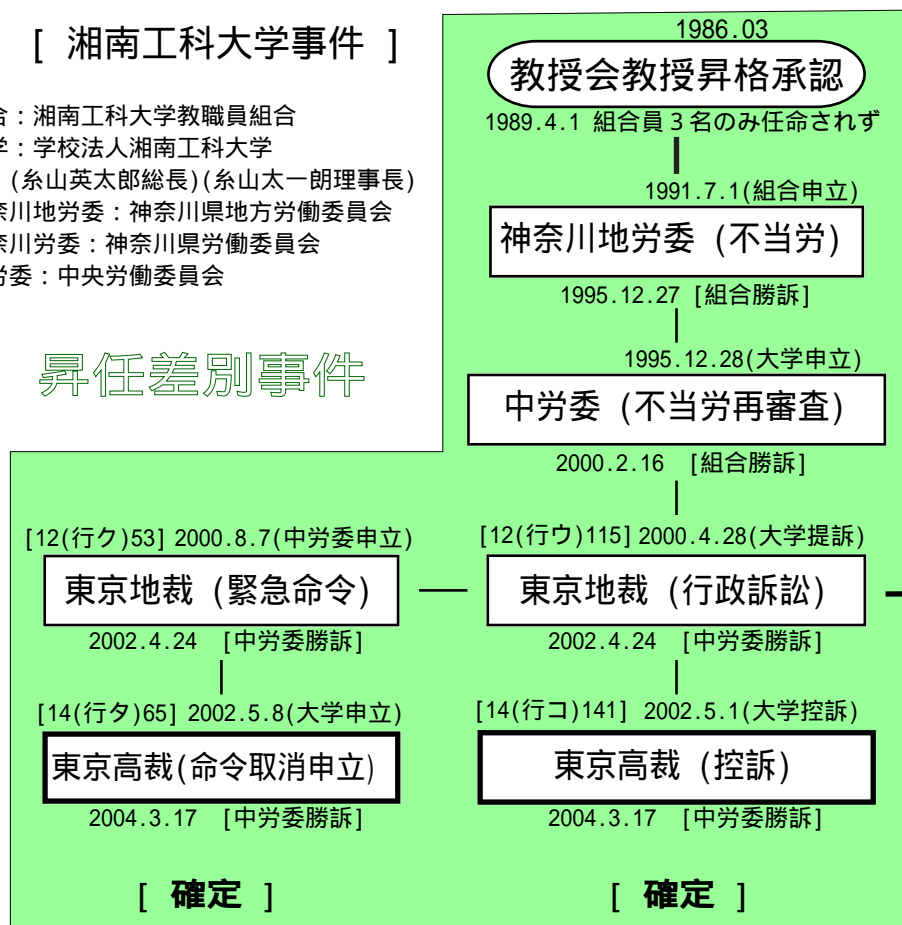 [ 湘南工科大学事件 ]
合：湘南工科大学教職員組合
学：学校法人湘南工科大学
(糸山英太郎総長)(糸山太一朗理事長)
奈川地労委：神奈川県地方労働委員会
奈川労委：神奈川県労働委員会
労委：中央労働委員会
昇任差別事件
1986.03
教授会教授昇格承認
1989.4.1 組合員３名のみ任命されず
1991.7.1(組合申立)
神奈川地労委 (不当労)
1995.12.27 [組合勝訴]
1995.12.28(大学申立)
中労委 (不当労再審査)
2000.2.16 [組合勝訴]
[12(行ク)53] 2000.8.7(中労委申立)
東京地裁 (緊急命令)
2002.4.24 [中労委勝訴]
[14(行タ)65] 2002.5.8(大学申立)
東京高裁(命令取消申立)
2004.3.17 [中労委勝訴]
[ 確定 ]
[12(行ウ)115] 2000.4.28(大学提訴)
東京地裁 (行政訴訟)
2002.4.24 [中労委勝訴]
[14(行コ)141] 2002.5.1(大学控訴)
東京高裁 (控訴)
2004.3.17 [中労委勝訴]
[ 確定 ]